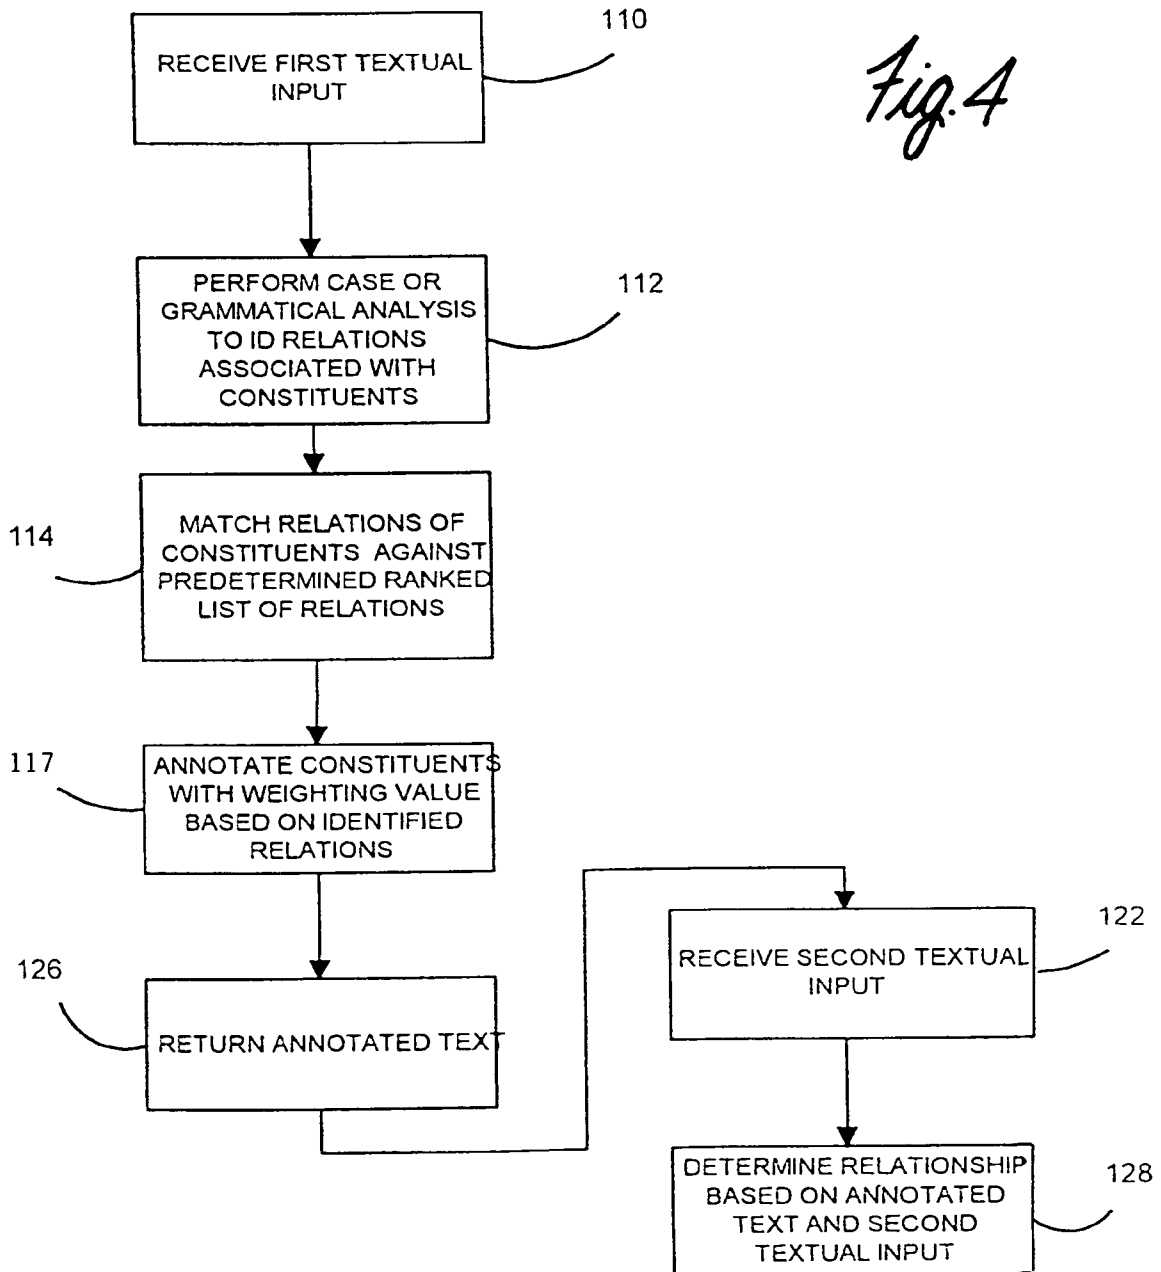 110
RECEIVE FIRST TEXTUAL
INPUT
Fig. 4
PERFORM CASE OR
GRAMMATICAL ANALYSIS
TO ID RELATIONS
ASSOCIATED WITH
CONSTITUENTS
112
114
MATCH RELATIONS OF
CONSTITUENTS AGAINST
PREDETERMINED RANKED
LIST OF RELATIONS
117
ANNOTATE CONSTITUENTS
WITH WEIGHTING VALUE
BASED ON IDENTIFIED
RELATIONS
126
RETURN ANNOTATED TEXT
122
RECEIVE SECOND TEXTUAL
INPUT
DETERMINE RELATIONSHIP
BASED ON ANNOTATED
TEXT AND SECOND
TEXTUAL INPUT
128